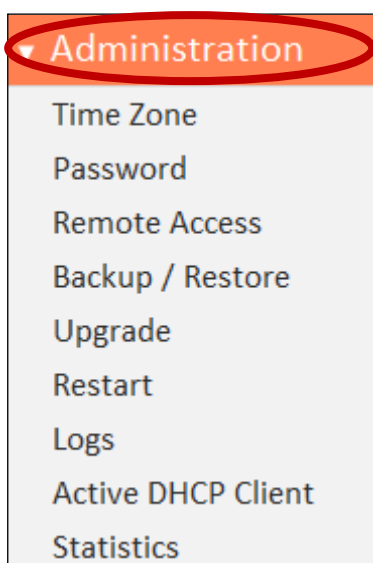 Administration
Time Zone
Password
Remote Access
Backup / Restore
Upgrade
Restart
Logs
Active DHCP Client
Statistics